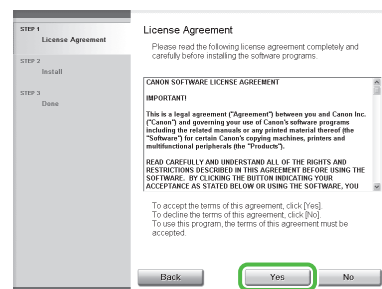 STEP 1
License Agreement
STEP 2
Install
STEP 3
Done
License Agreement
Please read the following license agreement completely and
carefully before installing the software programs.
CANON SOFTWARE LICENSE AGREEMENT
IMPORTANT!
This is a legal agreement ("Agreement") between you and Canon Inc.
("Canon") and governing your use of Canon's software programs
including the related manuals or any printed material thereof (the
"Software") for certain Canon's copying machines, printers and
multifunctional peripherals (the "Products").
READ CAREFULLY AND UNDERSTAND ALL OF THE RIGHTS AND
RESTRICTIONS DESCRIBED IN THIS AGREEMENT BEFORE USING THE
SOFTWARE. BY CLICKING THE BUTTON INDICATING YOUR
ACCEPTANCE AS STATED BELOW OR USING THE SOFTWARE, YOU
To accept the terms of this agreement, click [Yes].
To decline the terms of this agreement, click [No].
To use this program, the terms of this agreement must be
accepted.
Back
Yes
No